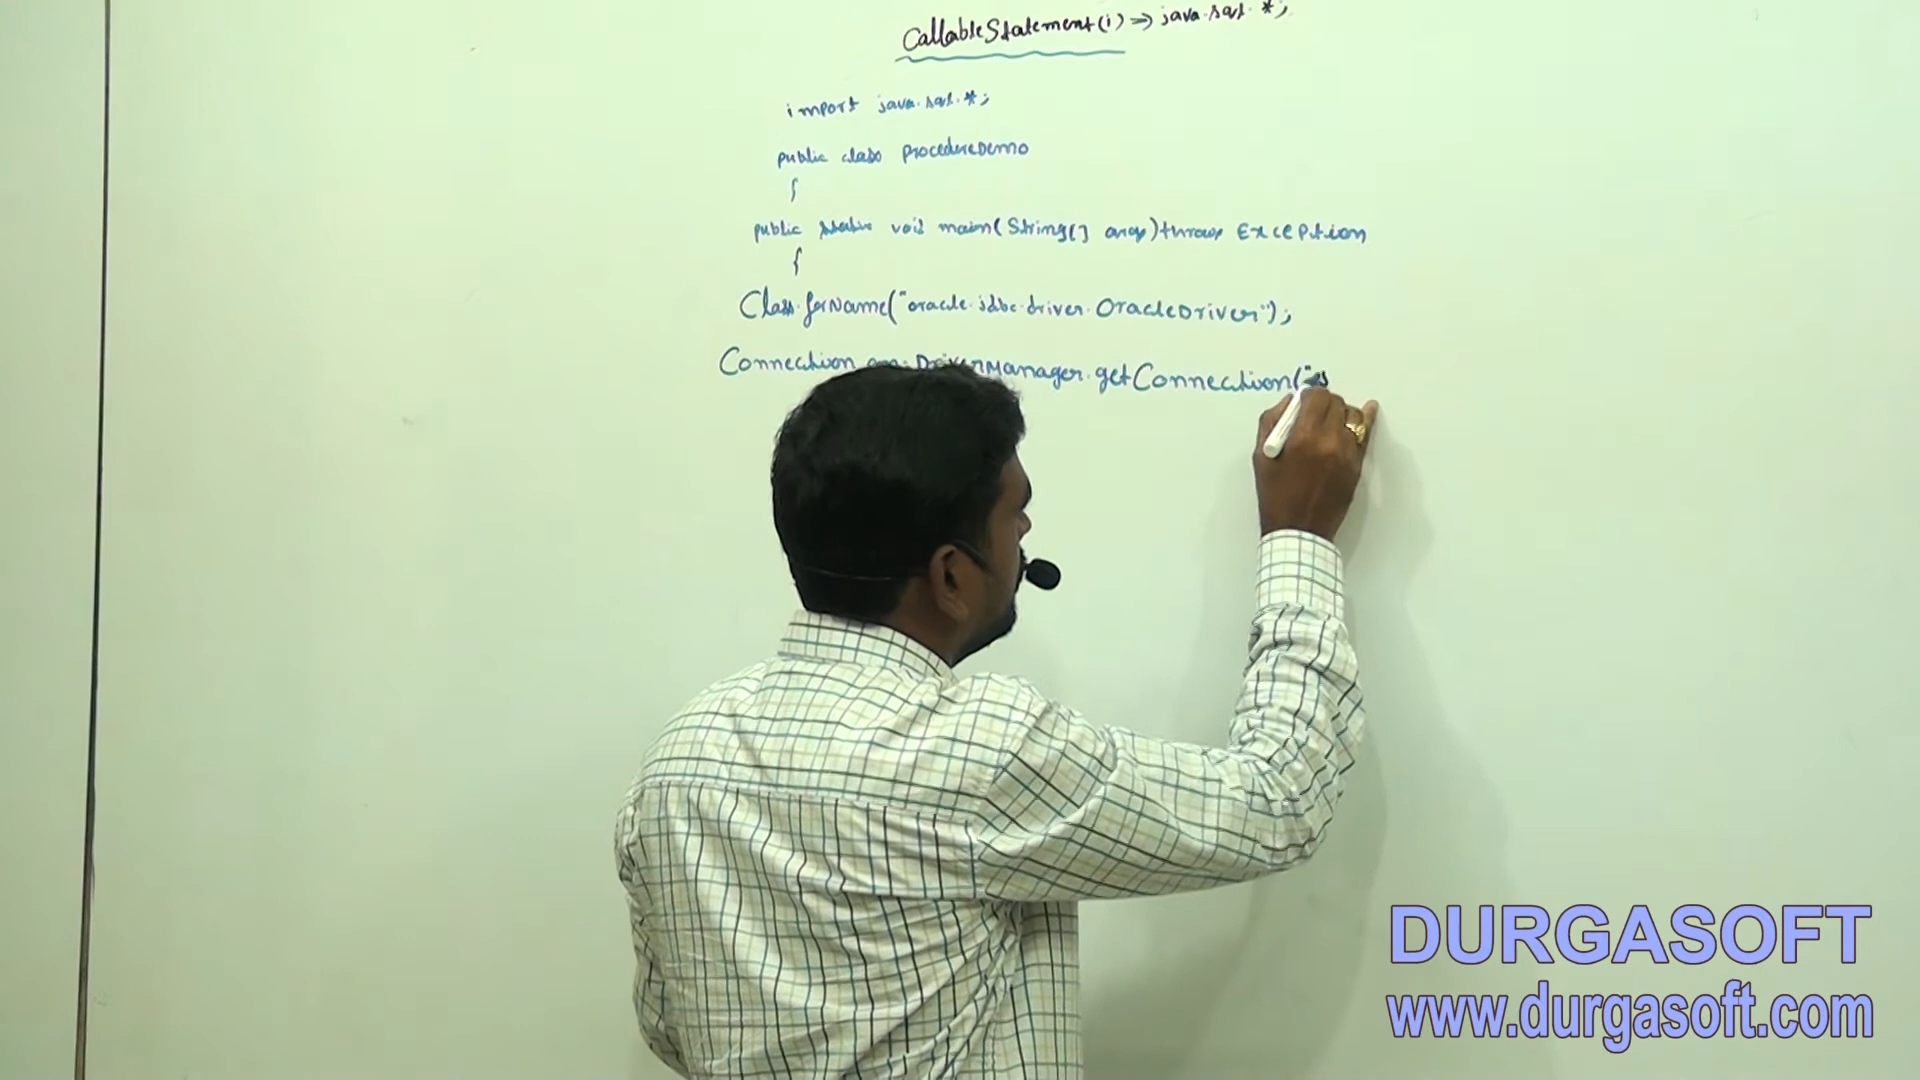 CallableStatement(i) => java.sql.*;
import java.sql.*;
public class ProcedureDemo
{
public static void main(String[] args)throws Exception
{
Class.forName("oracle.jdbc.driver.OracleDriver");
Connection DriverManager.getConnection("
DURGASOFT
www.durgasoft.com